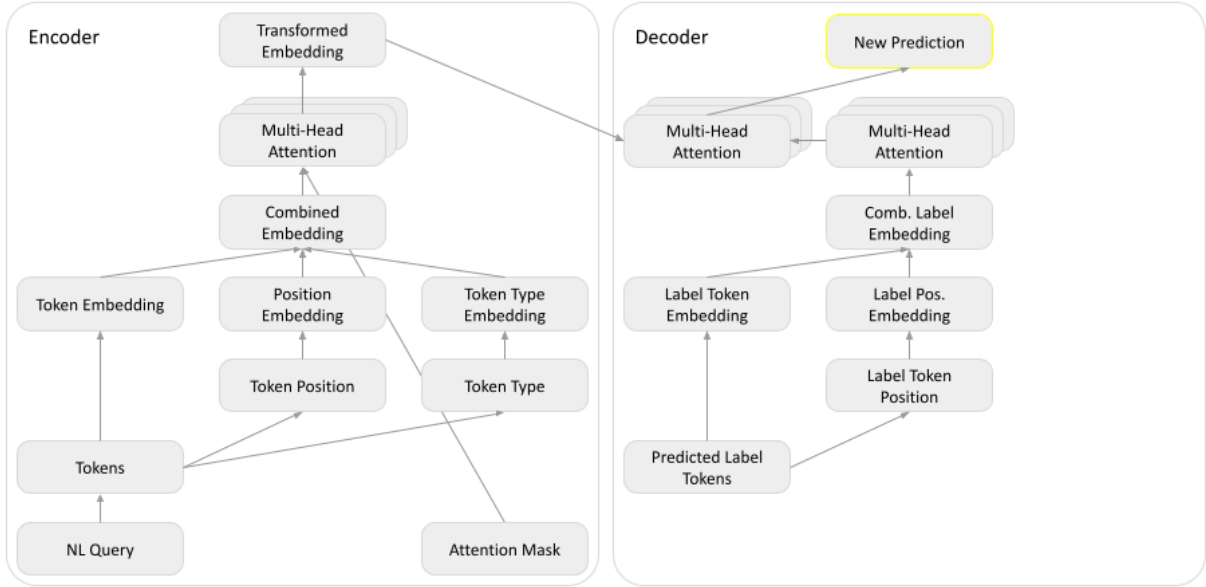 Encoder
Transformed
Embedding
Multi-Head
Attention
Combined
Embedding
Token Embedding
Position
Embedding
Token Type
Embedding
Token Position
Token Type
Tokens
NL Query
Attention Mask
Decoder
New Prediction
Multi-Head
Attention
Multi-Head
Attention
Comb. Label
Embedding
Label Token
Embedding
Label Pos.
Embedding
Label Token
Position
Predicted Label
Tokens